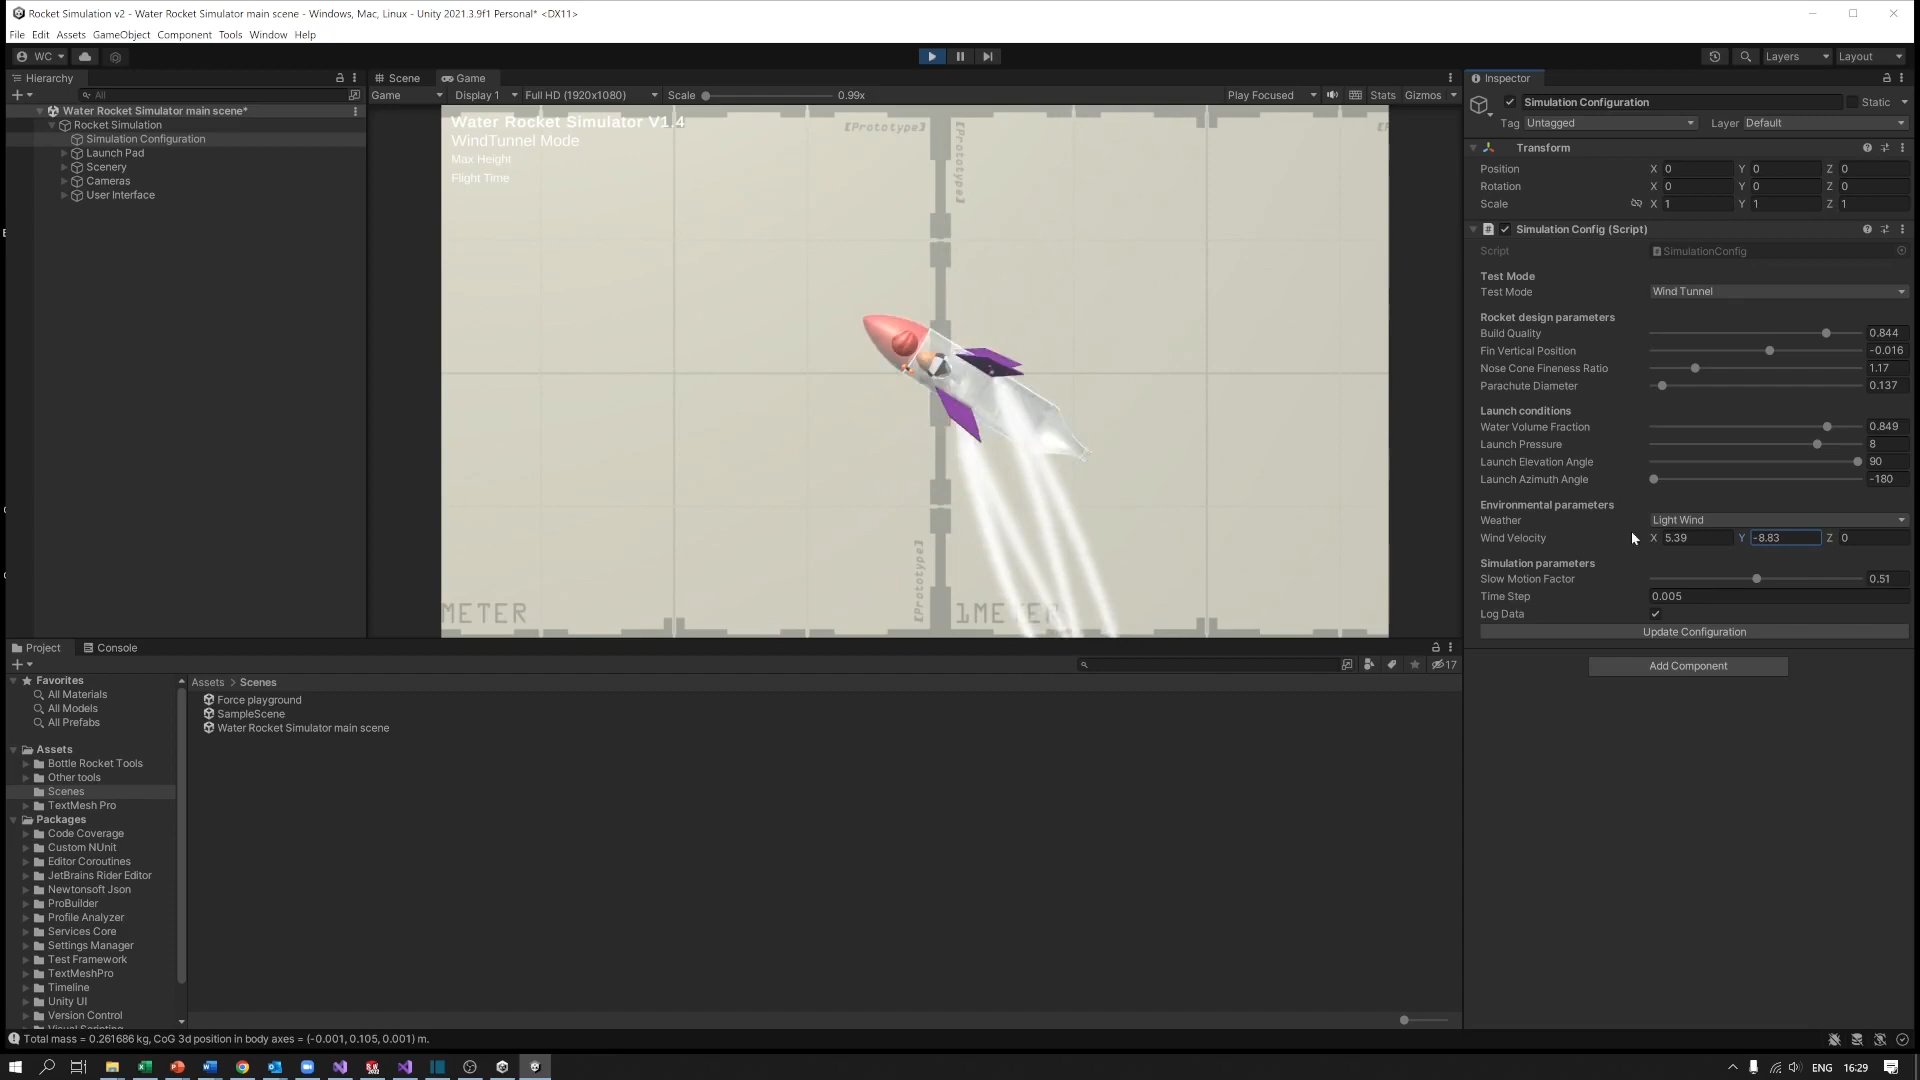 Rocket Simulation v2 - Water Rocket Simulator main scene - Windows, Mac, Linux - Unity 2021.3.9f1 Personal* <DX11>
File Edit Assets GameObject Component Tools Window Help
WC
Layers Layout
Hierarchy
All
Water Rocket Simulator main scene*
Rocket Simulation
Simulation Configuration
Launch Pad
Scenery
Cameras
User Interface
Scene Game
Game Display 1 Full HD (1920x1080) Scale 0.99x Play Focused Stats Gizmos
Water Rocket Simulator V1.4
WindTunnel Mode
Max Height
Flight Time
[Prototype]
[Prototype]
[Prototype]
METER
1METER
Inspector
Simulation Configuration Static
Tag Untagged Layer Default
Transform
Position X 0 Y 0 Z 0
Rotation X 0 Y 0 Z 0
Scale X 1 Y 1 Z 1
Simulation Config (Script)
Script SimulationConfig
Test Mode
Test Mode Wind Tunnel
Rocket design parameters
Build Quality 0.844
Fin Vertical Position -0.016
Nose Cone Fineness Ratio 1.17
Parachute Diameter 0.137
Launch conditions
Water Volume Fraction 0.849
Launch Pressure 8
Launch Elevation Angle 90
Launch Azimuth Angle -180
Environmental parameters
Weather Light Wind
Wind Velocity X 5.39 Y -8.83 Z 0
Simulation parameters
Slow Motion Factor 0.51
Time Step 0.005
Log Data
Update Configuration
Add Component
Project Console
17
Favorites
All Materials
All Models
All Prefabs
Assets
Bottle Rocket Tools
Other tools
Scenes
TextMesh Pro
Packages
Code Coverage
Custom NUnit
Editor Coroutines
JetBrains Rider Editor
Newtonsoft Json
ProBuilder
Profile Analyzer
Services Core
Settings Manager
Test Framework
TextMeshPro
Timeline
Unity UI
Version Control
Visual Scripting
Assets > Scenes
Force playground
SampleScene
Water Rocket Simulator main scene
Total mass = 0.261686 kg, CoG 3d position in body axes = (-0.001, 0.105, 0.001) m.
ENG 16:29